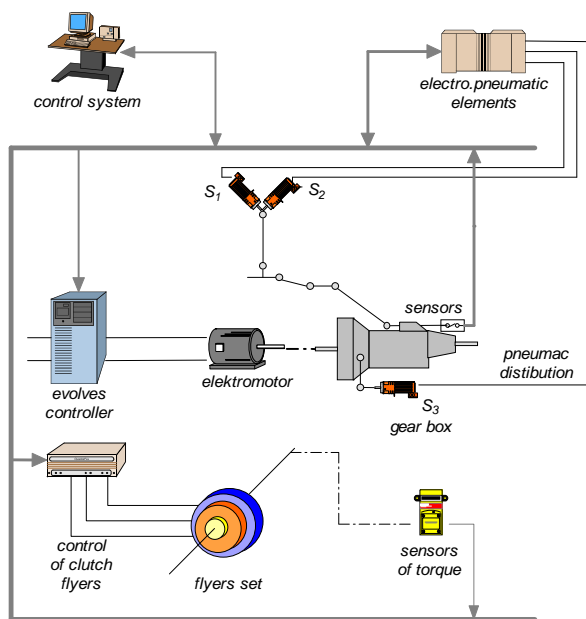 control system
electro.pneumatic
elements
S1
S2
sensors
elektromotor
pneumac
distibution
evolves
controller
S3
gear box
control
of clutch
flyers
flyers set
sensors
of torque